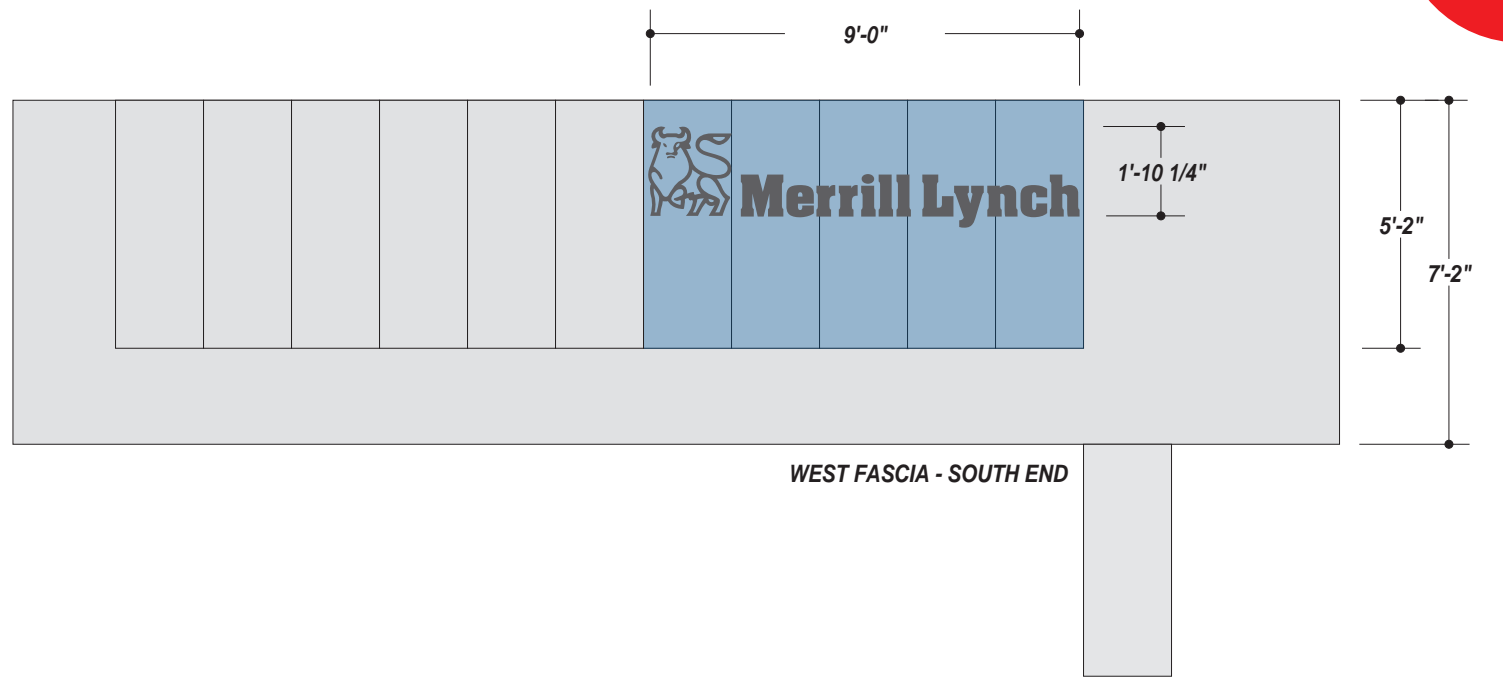 9'-0"
Merrill Lynch
1'-10 1/4"
5'-2"
7'-2"
WEST FASCIA - SOUTH END